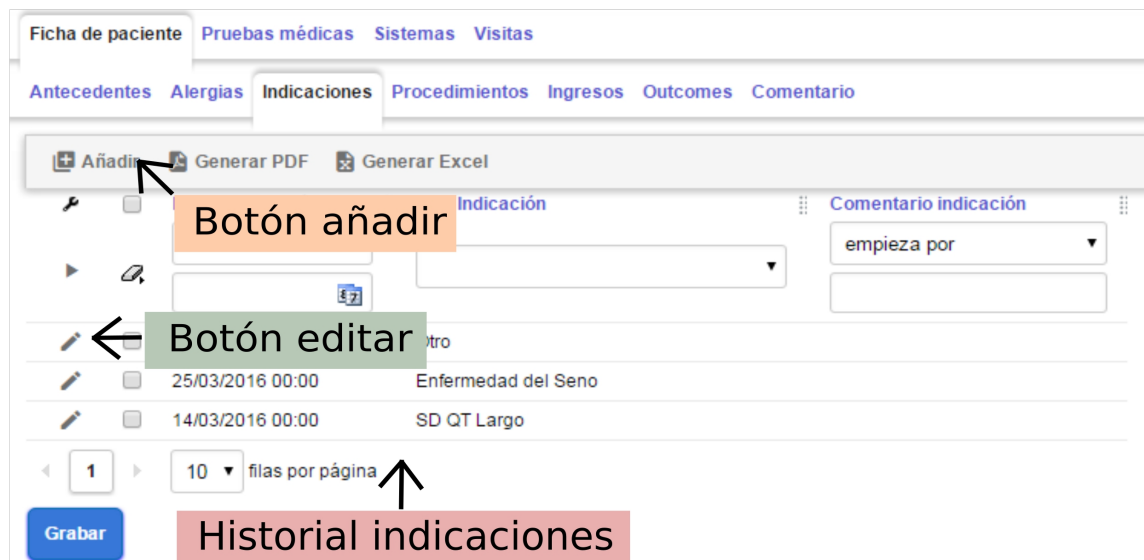 Ficha de paciente Pruebas médicas Sistemas Visitas
Antecedentes Alergias Indicaciones Procedimientos Ingresos Outcomes Comentario
Añadir Generar PDF Generar Excel
Botón añadir Indicación Comentario indicación
empieza por
Botón editar Otro
25/03/2016 00:00 Enfermedad del Seno
14/03/2016 00:00 SD QT Largo
1 10 filas por página
Grabar Historial indicaciones